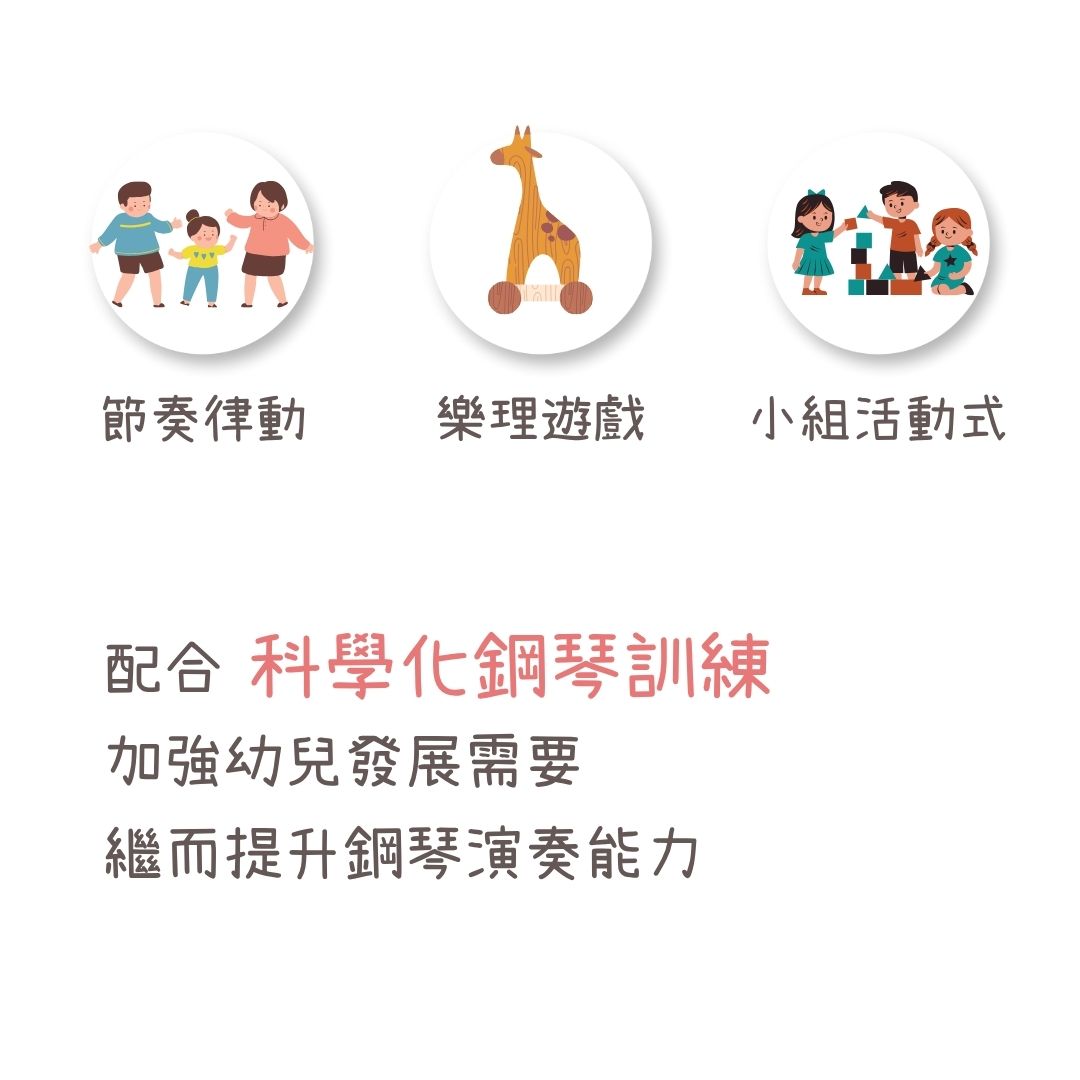 節奏律動
樂理遊戲
小組活動式
配合 科學化鋼琴訓練
加強幼兒發展需要
繼而提升鋼琴演奏能力